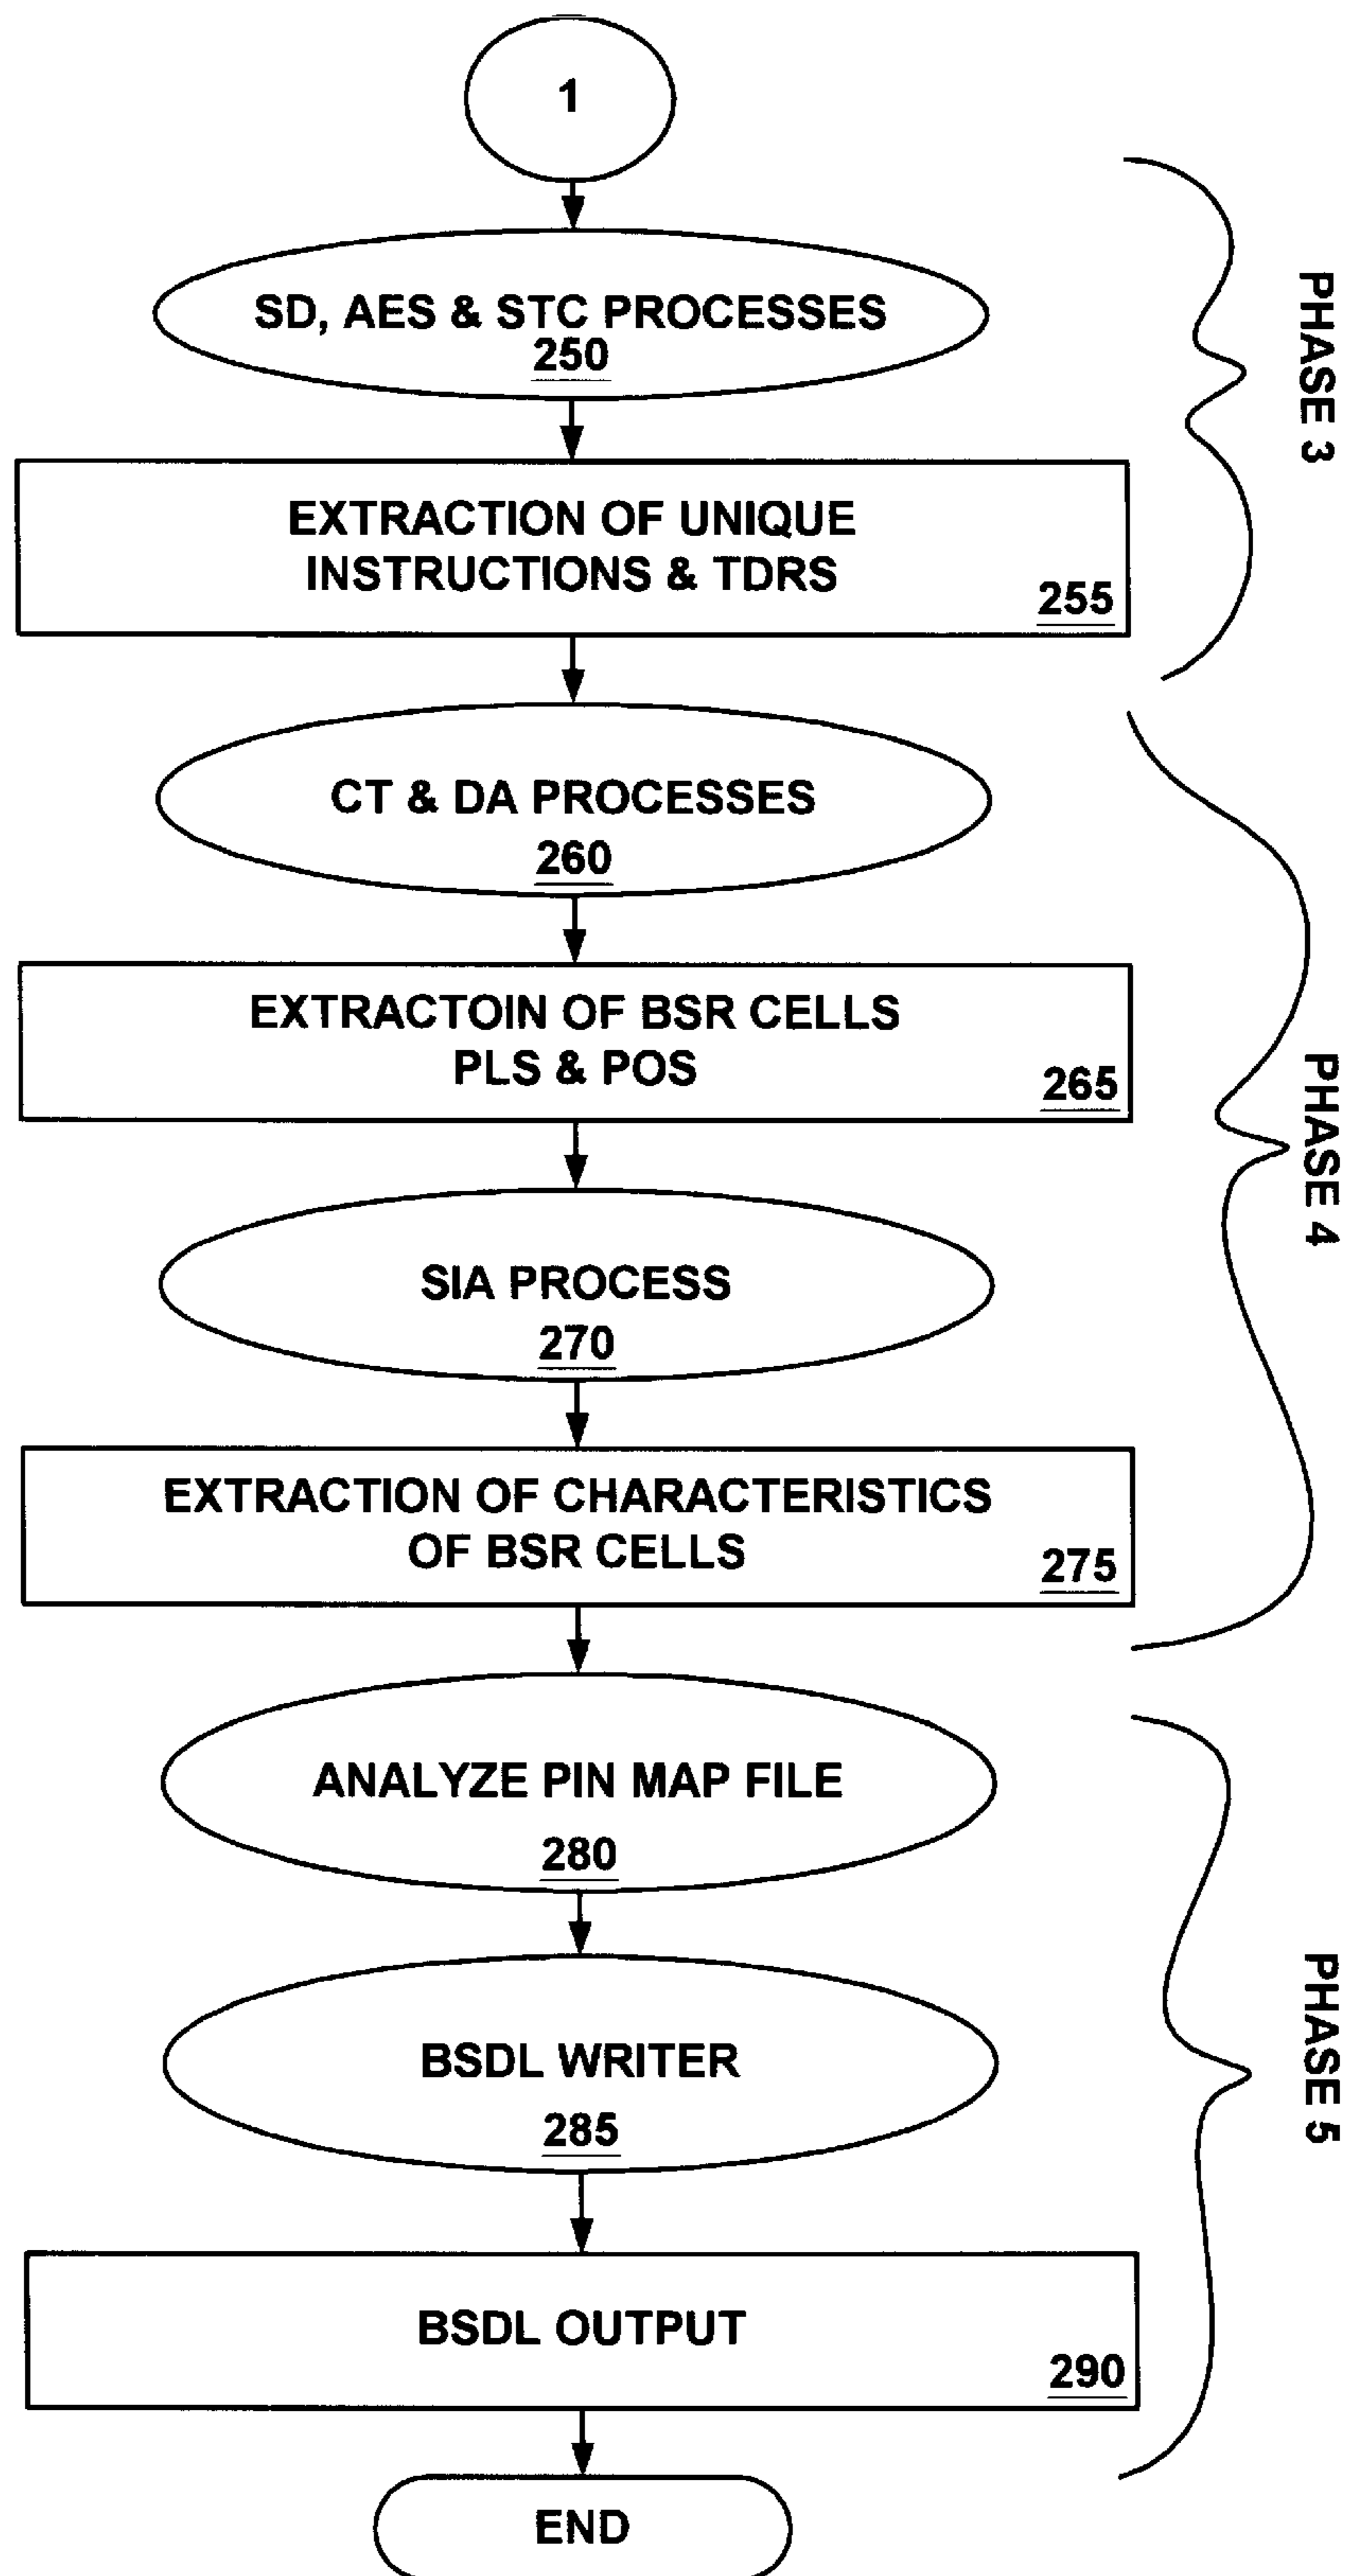 1
PHASE 3
SD, AES & STC PROCESSES
250
EXTRACTION OF UNIQUE
INSTRUCTIONS & TDRS
255
PHASE 4
CT & DA PROCESSES
260
EXTRACTOIN OF BSR CELLS
PLS & POS
265
SIA PROCESS
270
EXTRACTION OF CHARACTERISTICS
OF BSR CELLS
275
PHASE 5
ANALYZE PIN MAP FILE
280
BSDL WRITER
285
BSDL OUTPUT
290
END